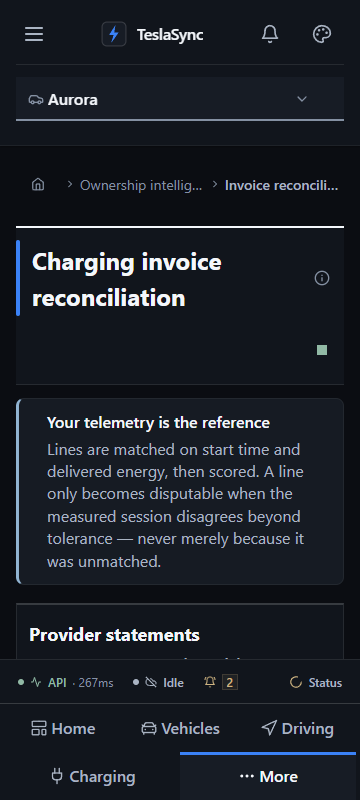 TeslaSync
Aurora
Ownership intellig... Invoice reconcili...
Charging invoice
reconciliation
Your telemetry is the reference
Lines are matched on start time and
delivered energy, then scored. A line
only becomes disputable when the
measured session disagrees beyond
tolerance — never merely because it
was unmatched.
Provider statements
API · 267ms Idle 2 Status
Home Vehicles Driving
Charging More